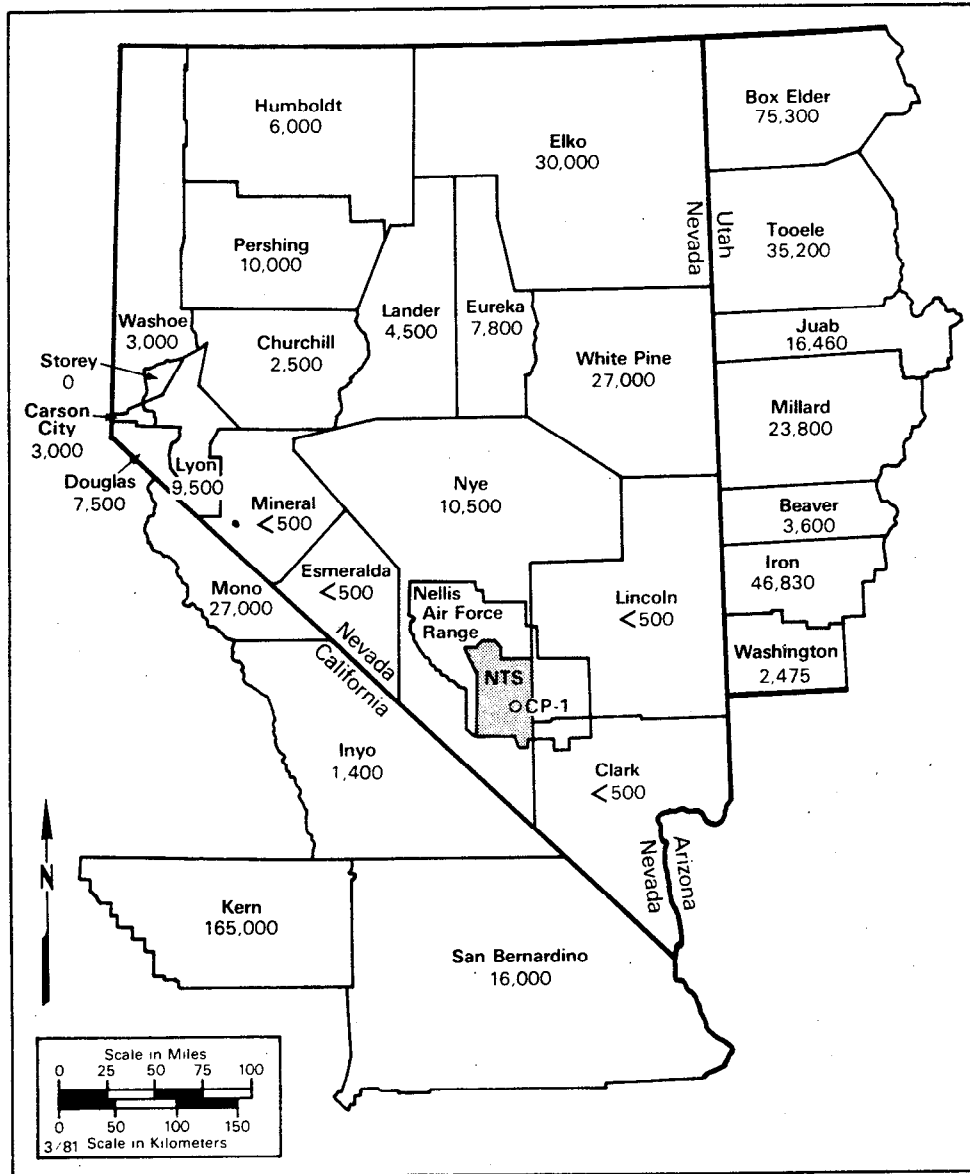 Humboldt
6,000
Elko
30,000
Box Elder
75,300
Pershing
10,000
Nevada
Utah
Tooele
35,200
Washoe
3,000
Churchill
2,500
Lander
4,500
Eureka
7,800
White Pine
27,000
Juab
16,460
Storey
0
Carson
City
3,000
Millard
23,800
Douglas
7,500
Lyon
9,500
Mineral
<500
Nye
10,500
Beaver
3,600
Iron
46,830
Mono
27,000
Esmeralda
<500
Nellis
Air Force
Range
Lincoln
<500
Washington
2,475
Nevada
California
NTS
CP-1
Inyo
1,400
Clark
<500
Nevada
Arizona
N
Kern
165,000
San Bernardino
16,000
Scale in Miles
0 25 50 75 100
0 50 100 150
3/81 Scale in Kilometers